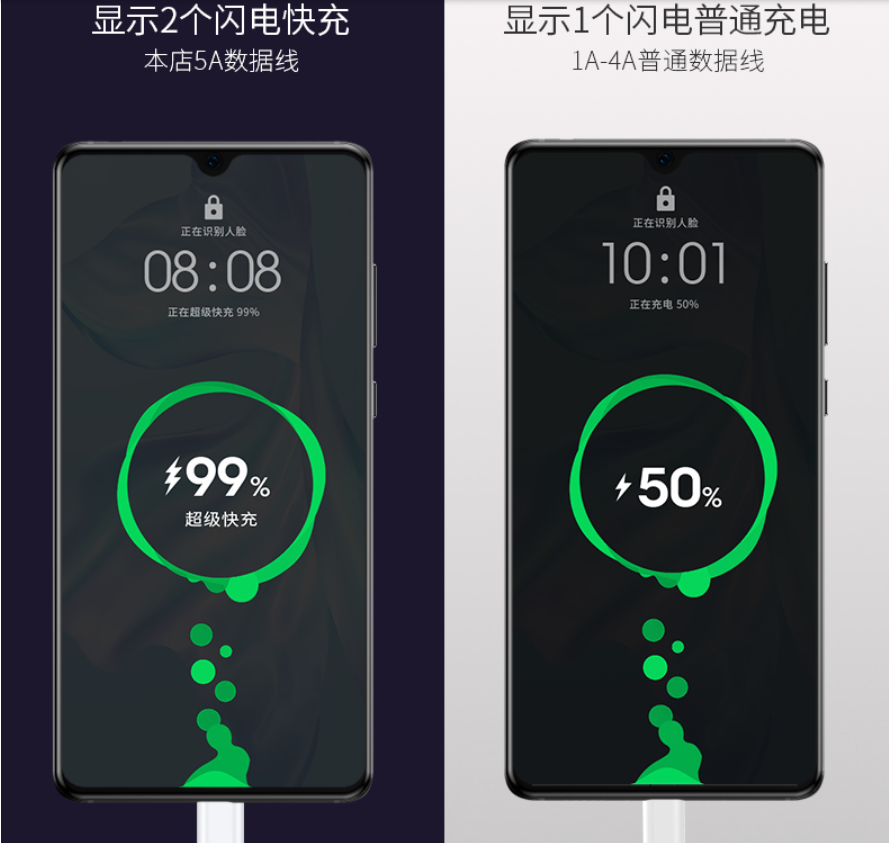 显示2个闪电快充
本店5A数据线
正在识别人脸
08:08
正在超级快充 99%
99%
超级快充
显示1个闪电普通充电
1A-4A普通数据线
正在识别人脸
10:01
正在充电 50%
50%